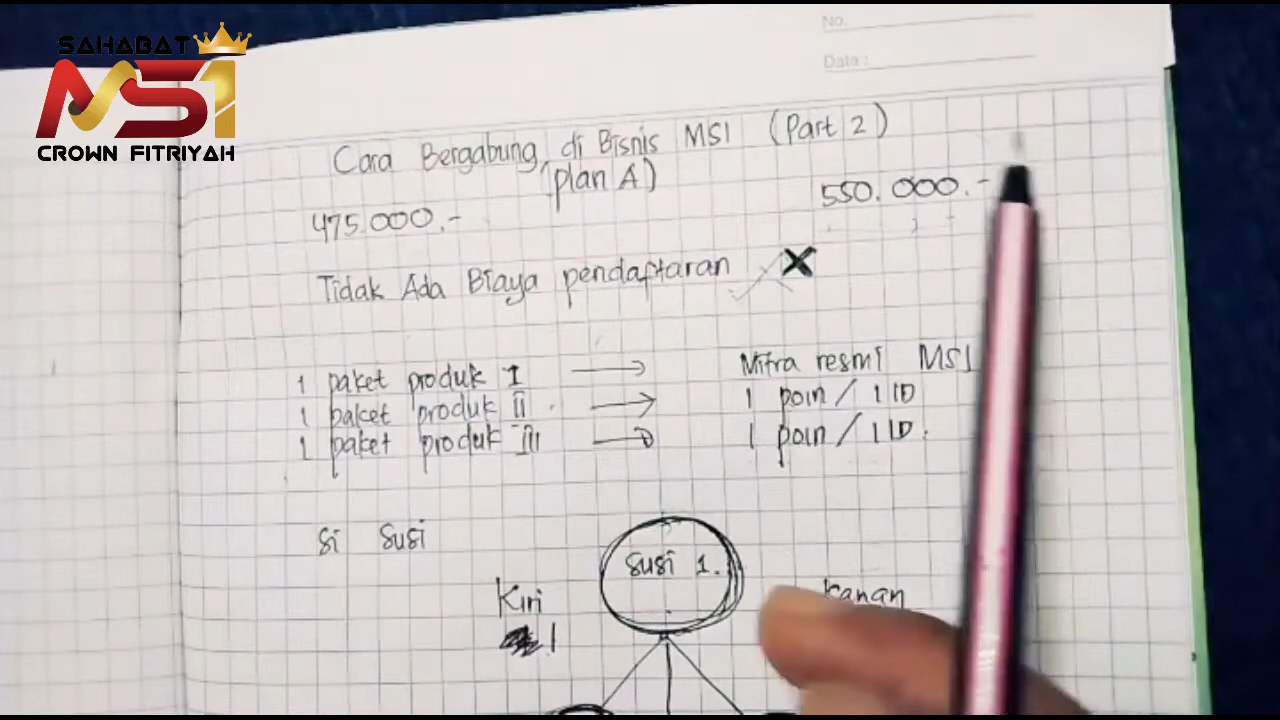 SAHABAT
MS1
CROWN FITRIYAH
No.
Date :
Cara Bergabung di Bisnis MSI (Part 2)
(plan A)
475.000.-
550.000.-
Tidak Ada Biaya pendaftaran
1 paket produk I → Mitra resmi MSI
1 paket produk II → 1 poin / 1 ID
1 paket produk III → 1 poin / 1 ID.
Si Susi
Susi 1.
Kiri
kanan
1